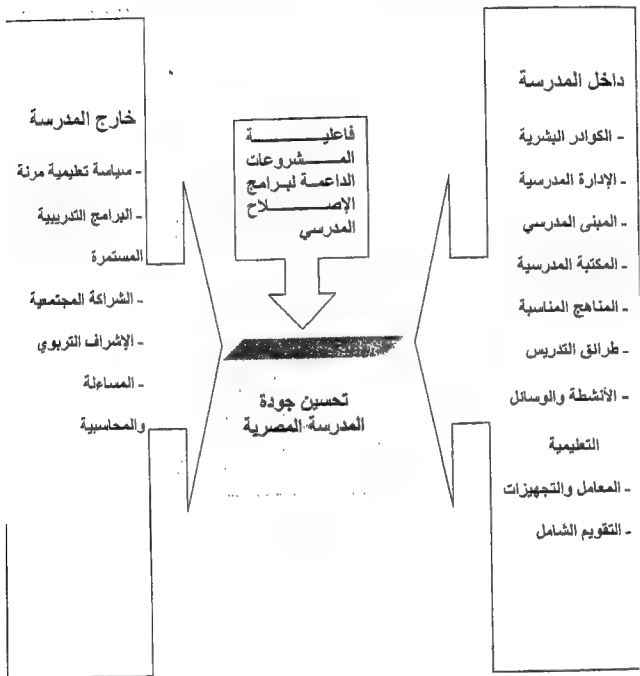 داخل المدرسة
- الكوادر البشرية
- الإدارة المدرسية
- المبنى المدرسي
- المكتبة المدرسية
- المناهج المناسبة
- طرائق التدريس
- الأنشطة والوسائل
التعليمية
- المعامل والتجهيزات
- التقويم الشامل
فاعلية
المشروعات
الداعمة لبرامج
الإصلاح
المدرسي
تحسين جودة
المدرسة المصرية
خارج المدرسة
- سياسة تعليمية مرنة
- البرامج التدريبية
المستمرة
- الشراكة المجتمعية
- الإشراف التربوي
- المساءلة
والمحاسبية